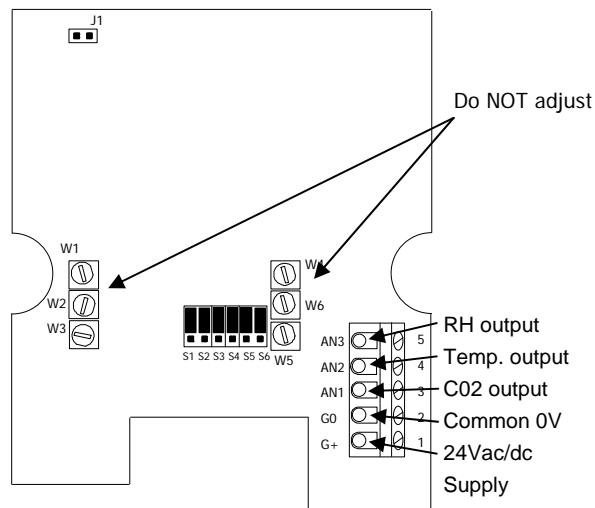 J1
Do NOT adjust
W1
W2
W3
W4
W6
W5
S1 S2 S3 S4 S5 S6
AN3 5 RH output
AN2 4 Temp. output
AN1 3 C02 output
G0 2 Common 0V
G+ 1 24Vac/dc
Supply